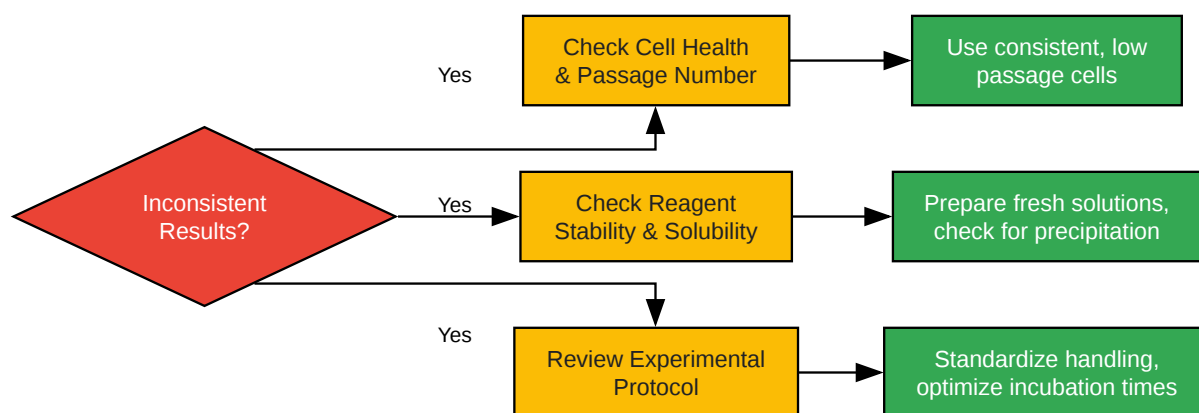 Yes
Check Cell Health
& Passage Number
Use consistent, low
passage cells
Inconsistent
Results?
Yes
Check Reagent
Stability & Solubility
Prepare fresh solutions,
check for precipitation
Yes
Review Experimental
Protocol
Standardize handling,
optimize incubation times